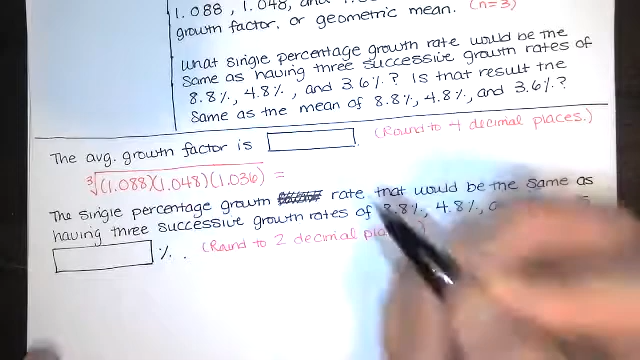 1.088, 1.048, and
growth factor, or geometric mean. (n=3)
What single percentage growth rate would be the
same as having three successive growth rates of
8.8%, 4.8%, and 3.6%? Is that result the
same as the mean of 8.8%, 4.8%, and 3.6%?
The avg. growth factor is
(Round to 4 decimal places.)
3√(1.088)(1.048)(1.036) =
The single percentage growth rate that would be the same as
having three successive growth rates of 8.8%, 4.8%,
%. (Round to 2 decimal